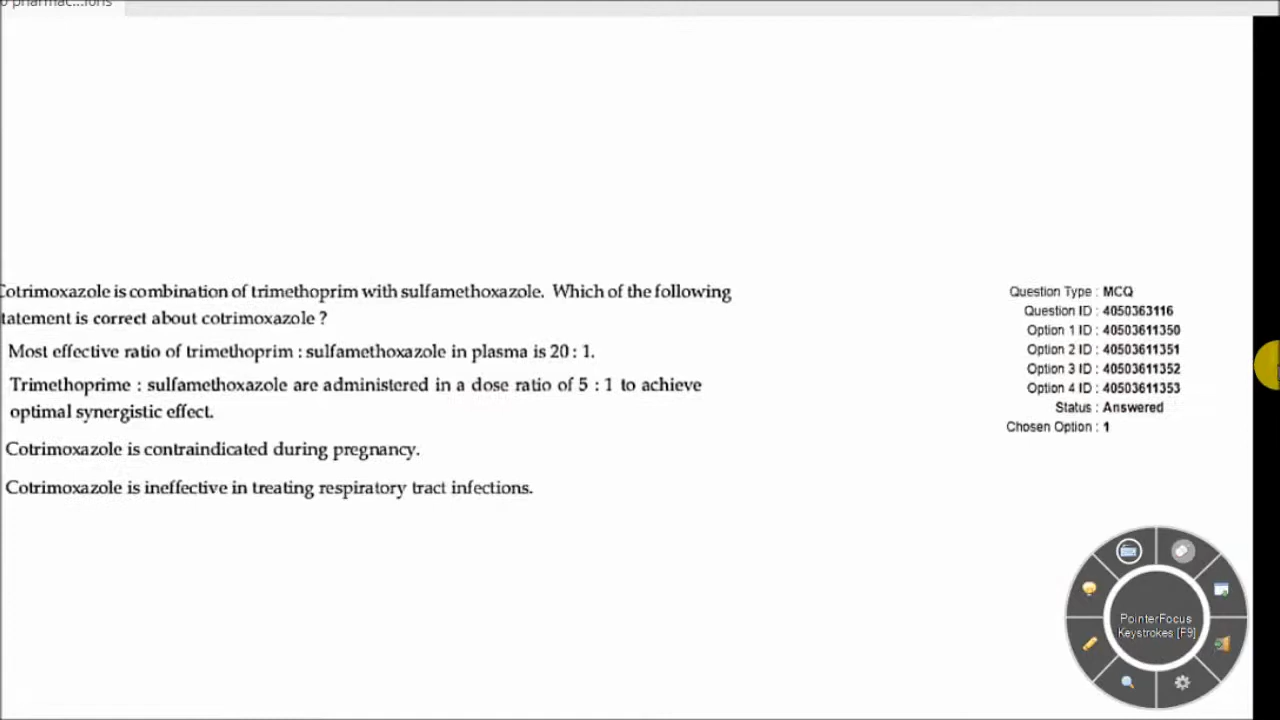 pharmac...ions
Cotrimoxazole is combination of trimethoprim with sulfamethoxazole. Which of the following
tatement is correct about cotrimoxazole ?
Most effective ratio of trimethoprim : sulfamethoxazole in plasma is 20 : 1.
Trimethoprime : sulfamethoxazole are administered in a dose ratio of 5 : 1 to achieve
optimal synergistic effect.
Cotrimoxazole is contraindicated during pregnancy.
Cotrimoxazole is ineffective in treating respiratory tract infections.
Question Type : MCQ
Question ID : 4050363116
Option 1 ID : 40503611350
Option 2 ID : 40503611351
Option 3 ID : 40503611352
Option 4 ID : 40503611353
Status : Answered
Chosen Option : 1
PointerFocus
Keystrokes [F9]